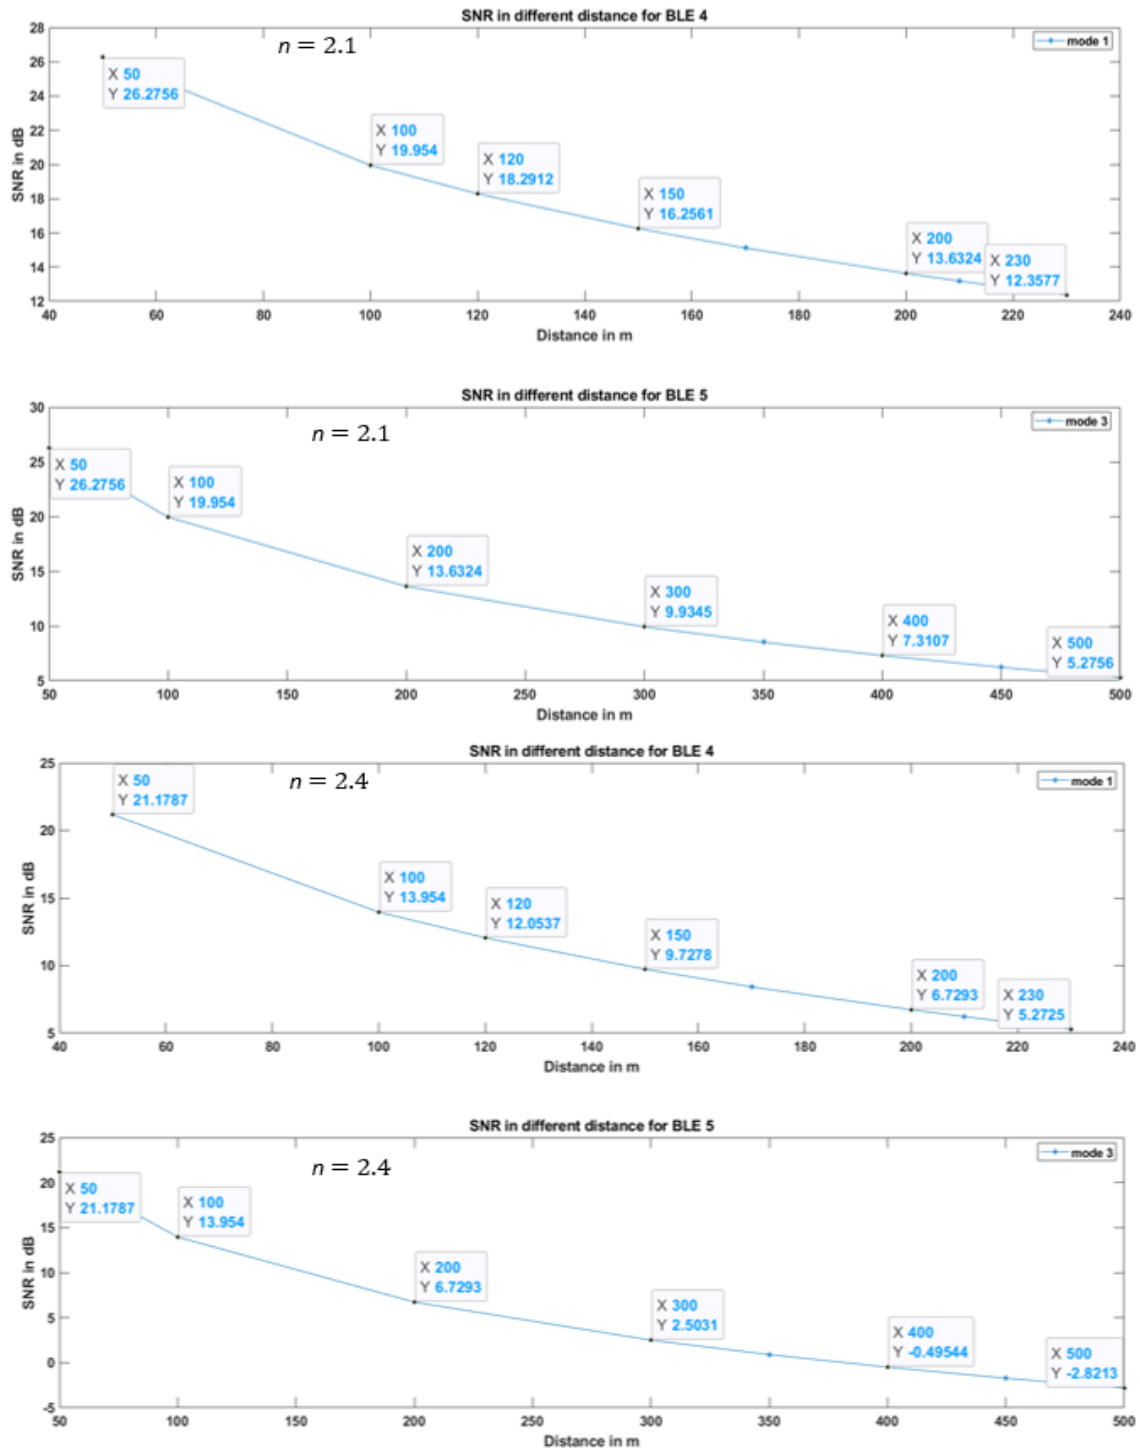 SNR in different distance for BLE 4
n = 2.1
mode 1
SNR in dB
28
26
24
22
20
18
16
14
12
X 50
Y 26.2756
X 100
Y 19.954
X 120
Y 18.2912
X 150
Y 16.2561
X 200
Y 13.6324
X 230
Y 12.3577
40 60 80 100 120 140 160 180 200 220 240
Distance in m
SNR in different distance for BLE 5
n = 2.1
mode 3
SNR in dB
30
25
20
15
10
5
X 50
Y 26.2756
X 100
Y 19.954
X 200
Y 13.6324
X 300
Y 9.9345
X 400
Y 7.3107
X 500
Y 5.2756
50 100 150 200 250 300 350 400 450 500
Distance in m
SNR in different distance for BLE 4
n = 2.4
mode 1
SNR in dB
25
20
15
10
5
X 50
Y 21.1787
X 100
Y 13.954
X 120
Y 12.0537
X 150
Y 9.7278
X 200
Y 6.7293
X 230
Y 5.2725
40 60 80 100 120 140 160 180 200 220 240
Distance in m
SNR in different distance for BLE 5
n = 2.4
mode 3
SNR in dB
25
20
15
10
5
0
-5
X 50
Y 21.1787
X 100
Y 13.954
X 200
Y 6.7293
X 300
Y 2.5031
X 400
Y -0.49544
X 500
Y -2.8213
50 100 150 200 250 300 350 400 450 500
Distance in m